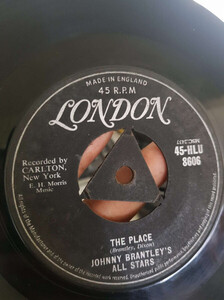 MADE IN ENGLAND
45 R.P.M
LONDON
Recorded by
CARLTON,
New York
E. H. Morris
Music
45-HLU
8606
THE PLACE
(Brantley, Dixon)
JOHNNY BRANTLEY'S
ALL STARS